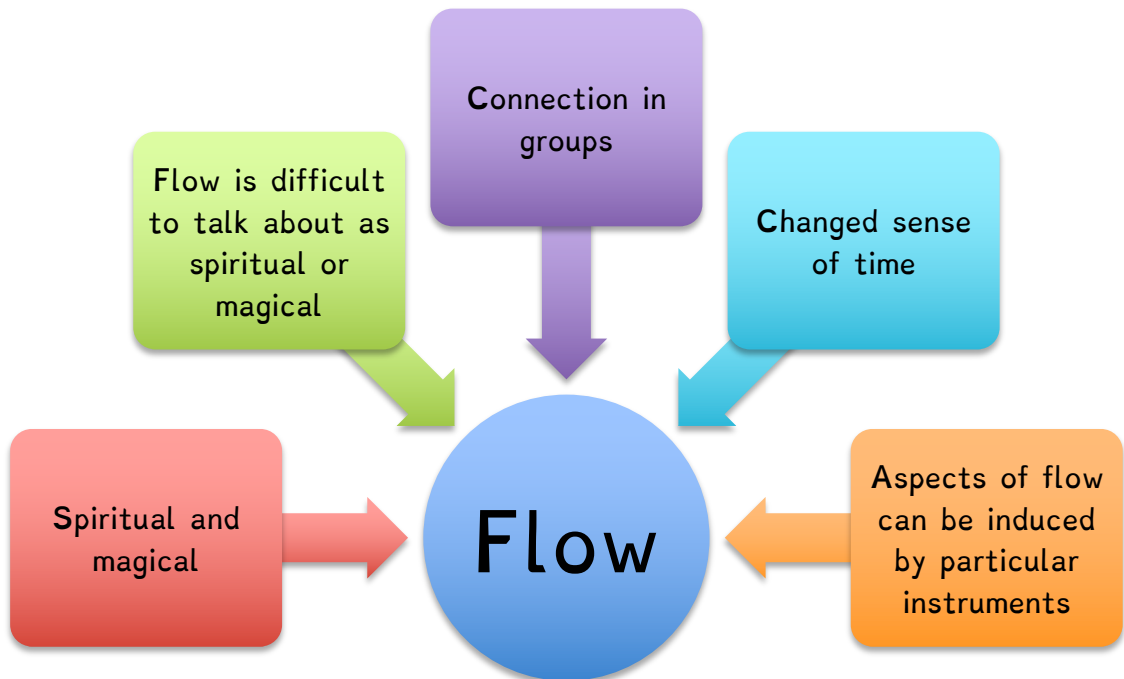 Spiritual and
magical
Flow is difficult
to talk about as
spiritual or
magical
Connection in
groups
Changed sense
of time
Aspects of flow
can be induced
by particular
instruments
Flow